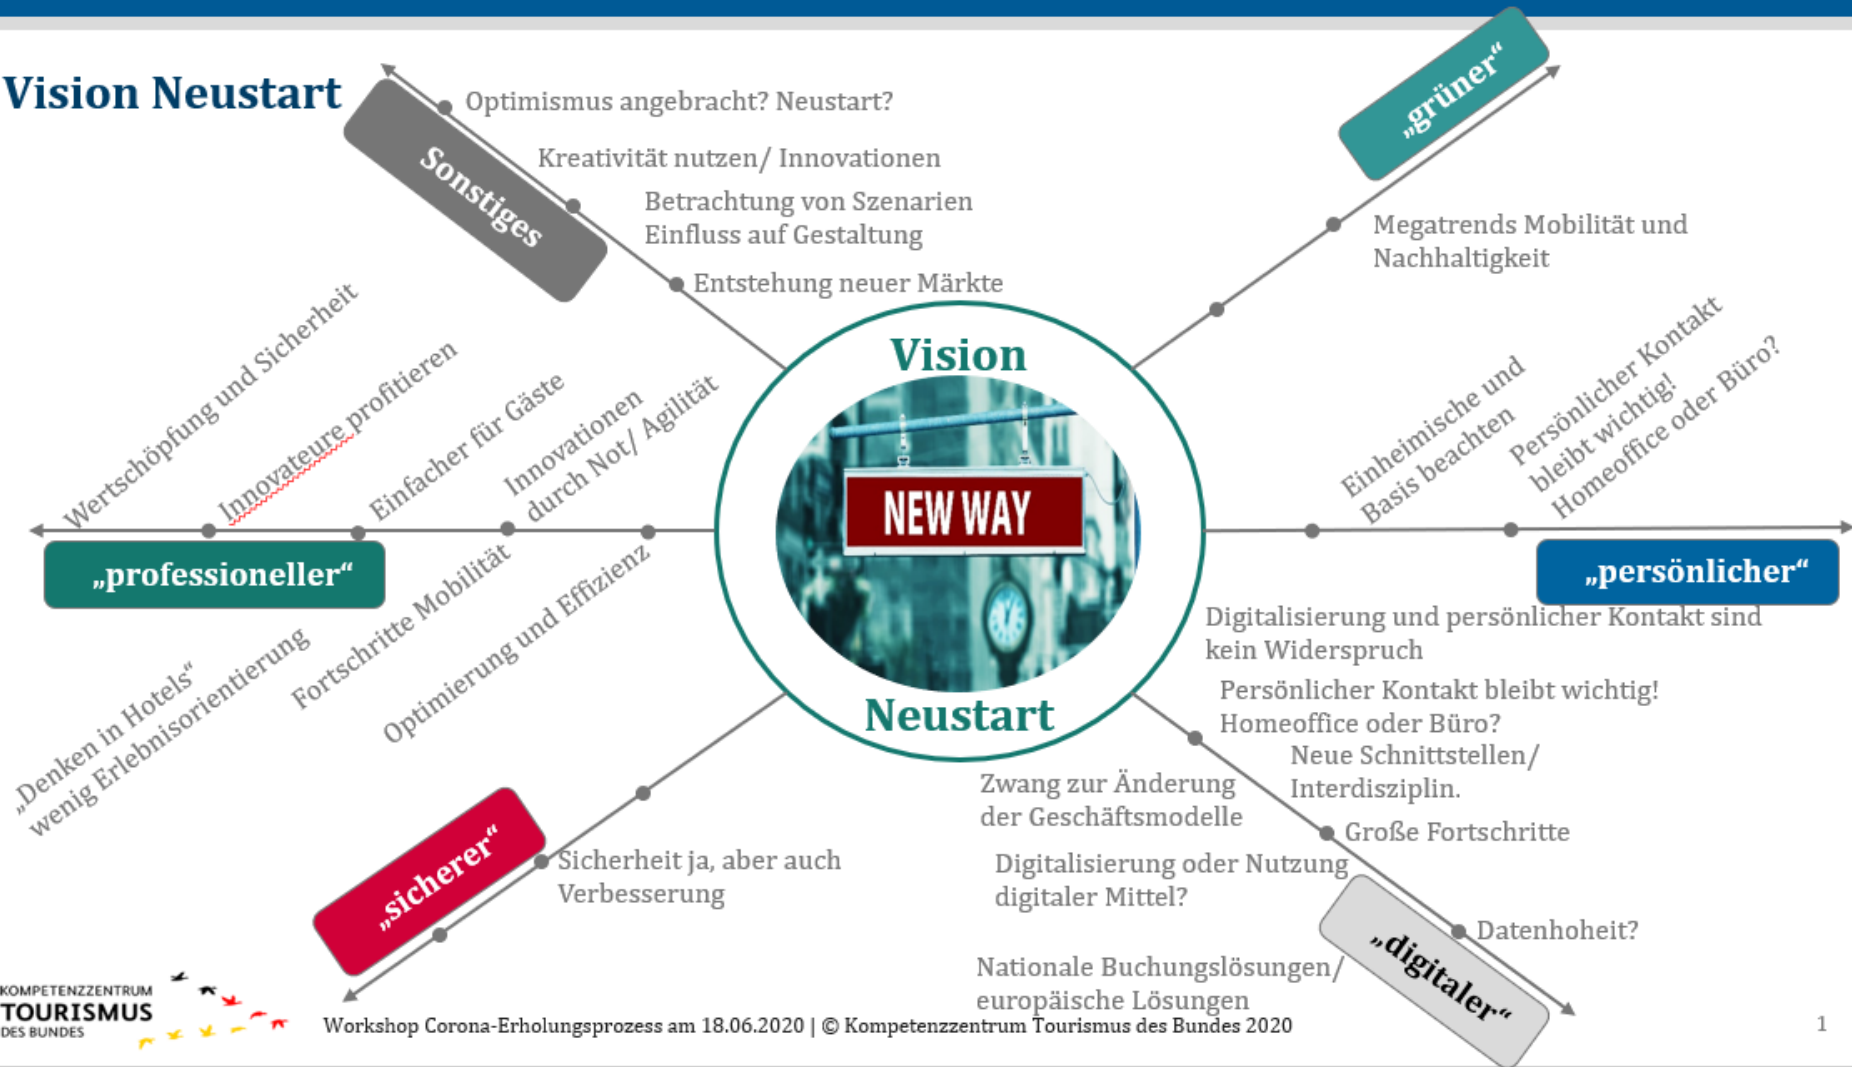 Vision Neustart
Sonstiges
Optimismus angebracht? Neustart?
Kreativität nutzen/ Innovationen
Betrachtung von Szenarien
Einfluss auf Gestaltung
Entstehung neuer Märkte
„grüner“
Megatrends Mobilität und
Nachhaltigkeit
Wertschöpfung und Sicherheit
Innovateure profitieren
Einfacher für Gäste
Innovationen
durch Not/ Agilität
„professioneller“
„Denken in Hotels“
wenig Erlebnisorientierung
Fortschritte Mobilität
Optimierung und Effizienz
Vision
NEW WAY
Neustart
Einheimische und
Basis beachten
Persönlicher Kontakt
bleibt wichtig!
Homeoffice oder Büro?
„persönlicher“
Digitalisierung und persönlicher Kontakt sind
kein Widerspruch
Persönlicher Kontakt bleibt wichtig!
Homeoffice oder Büro?
Neue Schnittstellen/
Interdisziplin.
Zwang zur Änderung
der Geschäftsmodelle
Große Fortschritte
Digitalisierung oder Nutzung
digitaler Mittel?
Datenhoheit?
Nationale Buchungslösungen/
europäische Lösungen
„digitaler“
„sicherer“
Sicherheit ja, aber auch
Verbesserung
KOMPETENZZENTRUM
TOURISMUS
DES BUNDES
Workshop Corona-Erholungsprozess am 18.06.2020 | © Kompetenzzentrum Tourismus des Bundes 2020
1